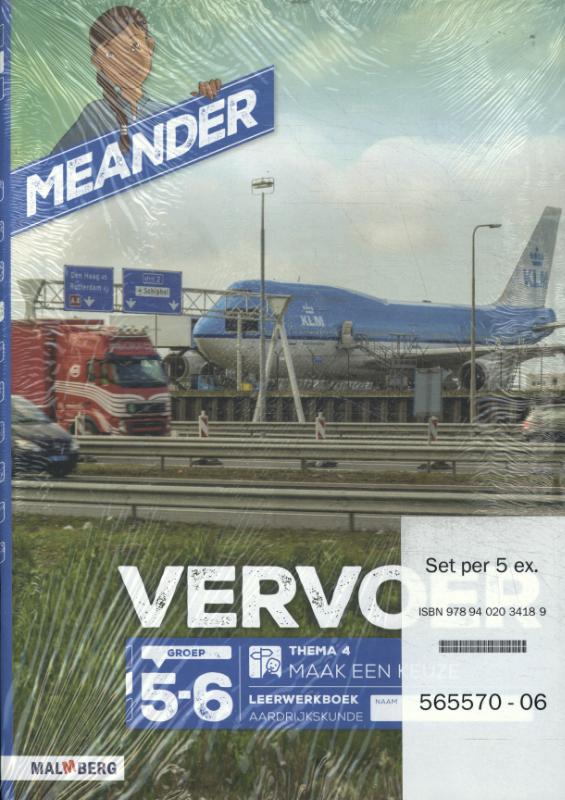 MEANDER
Den Haag
Rotterdam
A4
Schiphol
KLM
KLM
VERVOER
Set per 5 ex.
ISBN 978 94 020 3418 9
GROEP
5-6
THEMA 4
MAAK EEN KEUZE
LEERWERKBOEK
AARDRIJKSKUNDE
NAAM
565570 - 06
MALMBERG